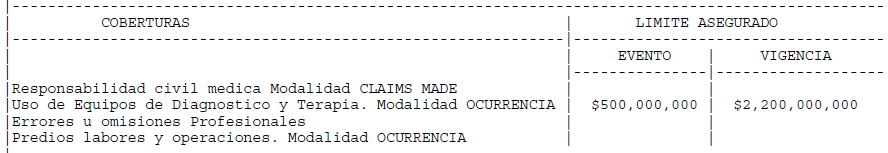 COBERTURAS LIMITE ASEGURADO
EVENTO VIGENCIA
Responsabilidad civil medica Modalidad CLAIMS MADE
Uso de Equipos de Diagnostico y Terapia. Modalidad OCURRENCIA $500,000,000 $2,200,000,000
Errores u omisiones Profesionales
Predios labores y operaciones. Modalidad OCURRENCIA